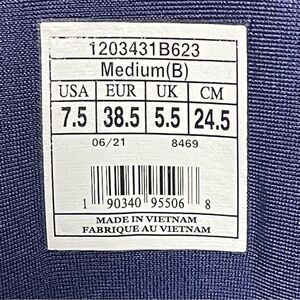 1203431B623
Medium(B)
USA EUR UK CM
7.5 38.5 5.5 24.5
06/21 8469
1 90340 95506 8
MADE IN VIETNAM
FABRIQUE AU VIETNAM